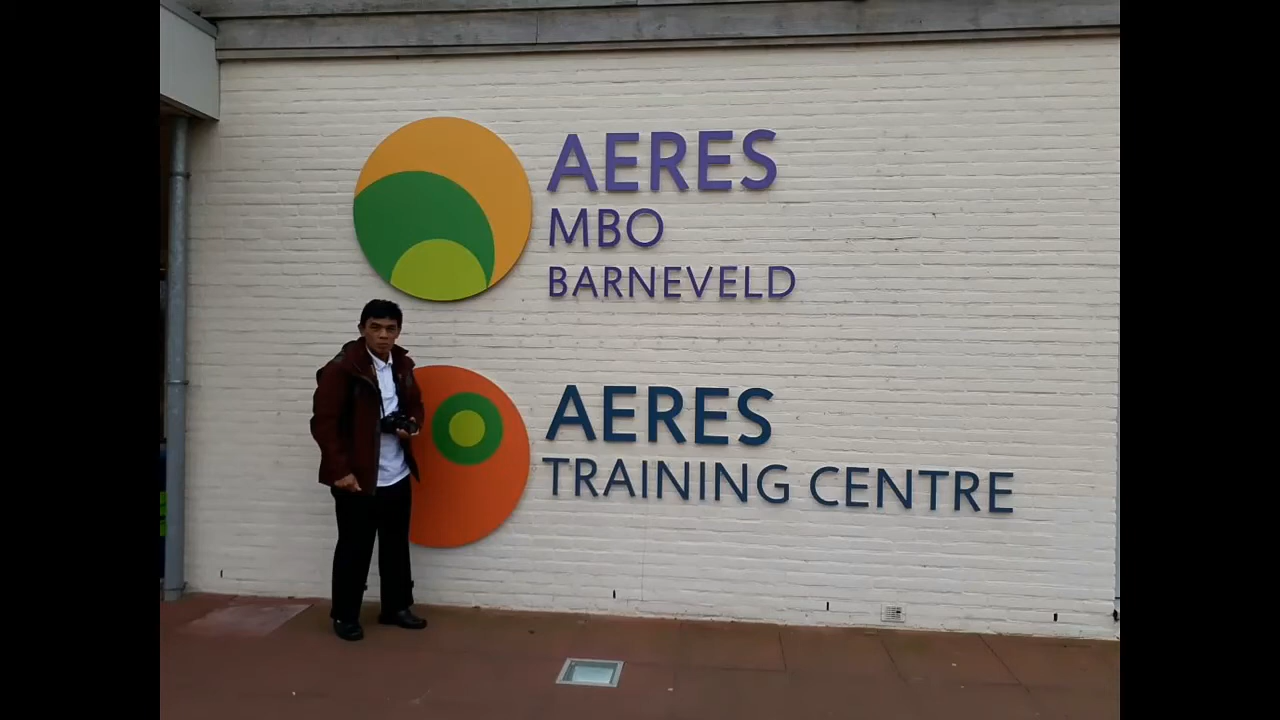 AERES
MBO
BARNEVELD
AERES
TRAINING CENTRE